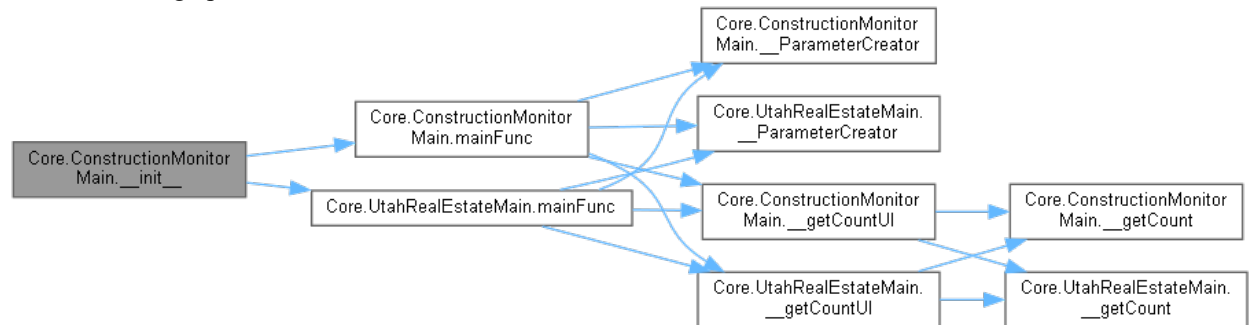 Core.ConstructionMonitor
Main.__init__
Core.ConstructionMonitor
Main.mainFunc
Core.UtahRealEstateMain.mainFunc
Core.ConstructionMonitor
Main.__ParameterCreator
Core.UtahRealEstateMain.
__ParameterCreator
Core.ConstructionMonitor
Main.__getCountUI
Core.UtahRealEstateMain.
__getCountUI
Core.ConstructionMonitor
Main.__getCount
Core.UtahRealEstateMain.
__getCount